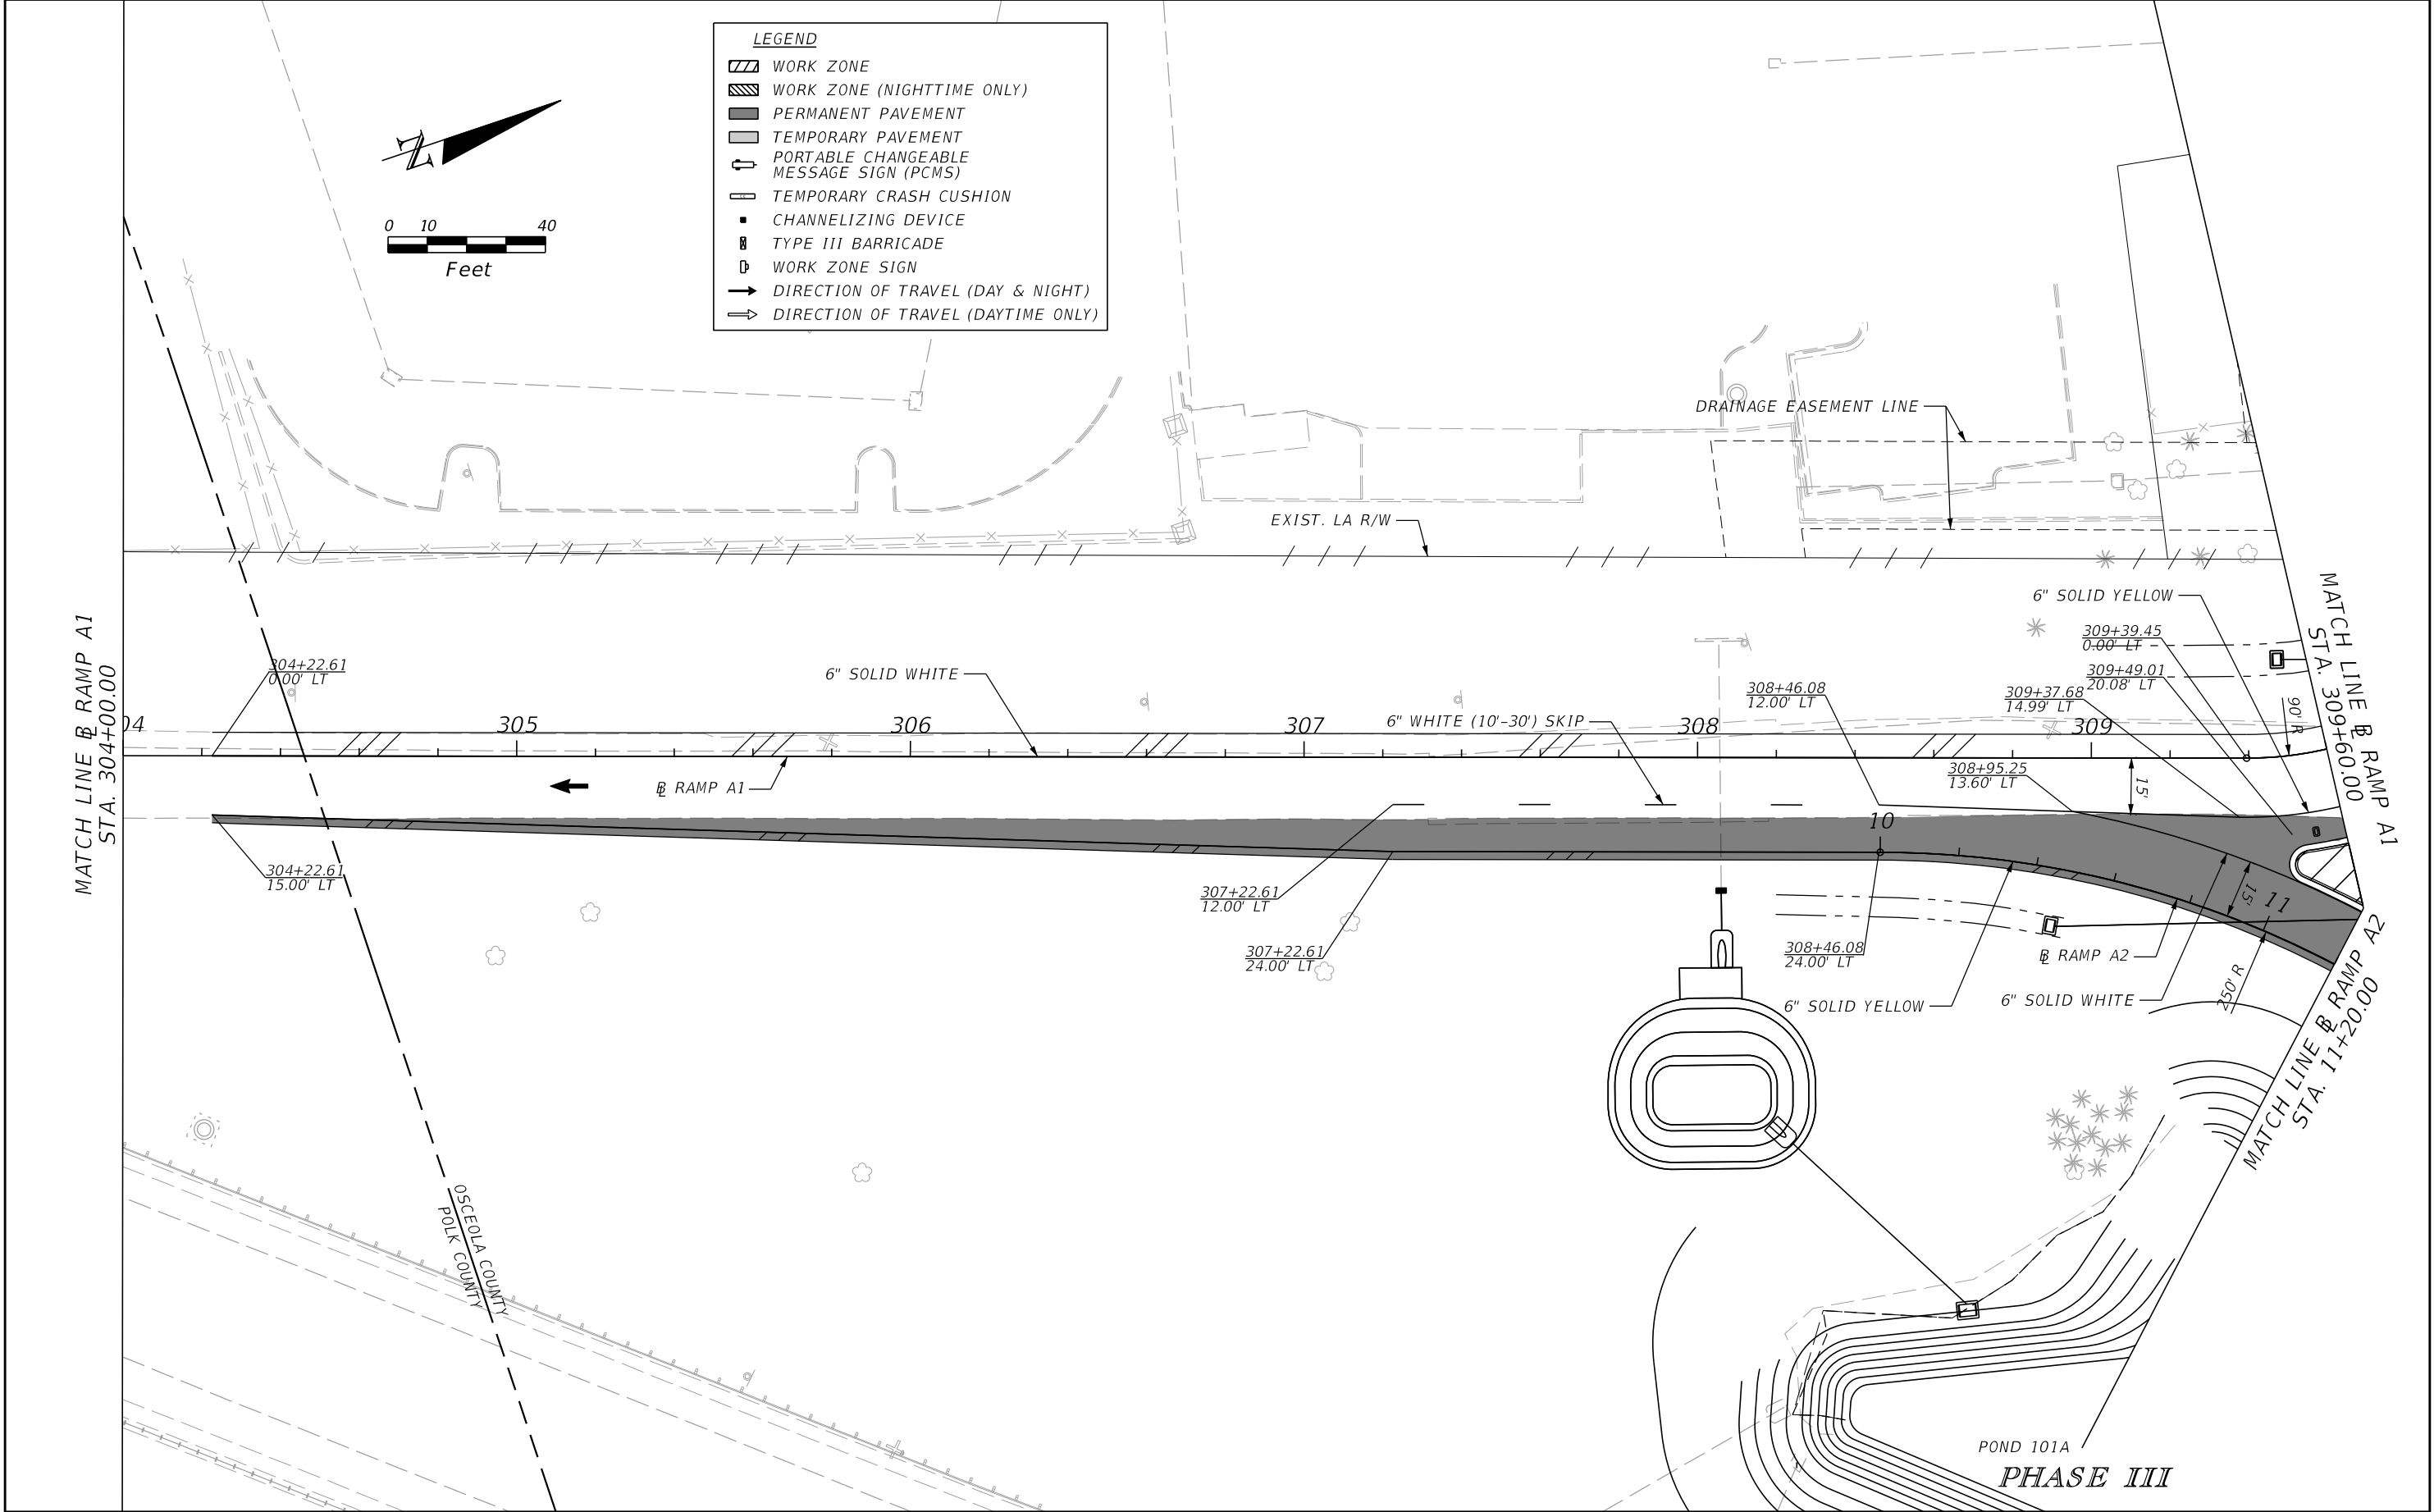 LEGEND
WORK ZONE
WORK ZONE (NIGHTTIME ONLY)
PERMANENT PAVEMENT
TEMPORARY PAVEMENT
PORTABLE CHANGEABLE
MESSAGE SIGN (PCMS)
TEMPORARY CRASH CUSHION
CHANNELIZING DEVICE
TYPE III BARRICADE
WORK ZONE SIGN
DIRECTION OF TRAVEL (DAY & NIGHT)
DIRECTION OF TRAVEL (DAYTIME ONLY)
N
0 10 40
Feet
DRAINAGE EASEMENT LINE
EXIST. LA R/W
MATCH LINE ℄ RAMP A1
STA. 304+00.00
304+22.61
0.00' LT
6" SOLID WHITE
6" WHITE (10'-30') SKIP
308+46.08
12.00' LT
6" SOLID YELLOW
309+39.45
0.00' LT
309+49.01
20.08' LT
309+37.68
14.99' LT
90' R
MATCH LINE ℄ RAMP A1
STA. 309+60.00
04 305 306 307 308 309
℄ RAMP A1
308+95.25
13.60' LT
15'
10
304+22.61
15.00' LT
307+22.61
12.00' LT
307+22.61
24.00' LT
308+46.08
24.00' LT
15'
11
℄ RAMP A2
6" SOLID YELLOW
6" SOLID WHITE
250' R
MATCH LINE ℄ RAMP A2
STA. 11+20.00
OSCEOLA COUNTY
POLK COUNTY
POND 101A
PHASE III